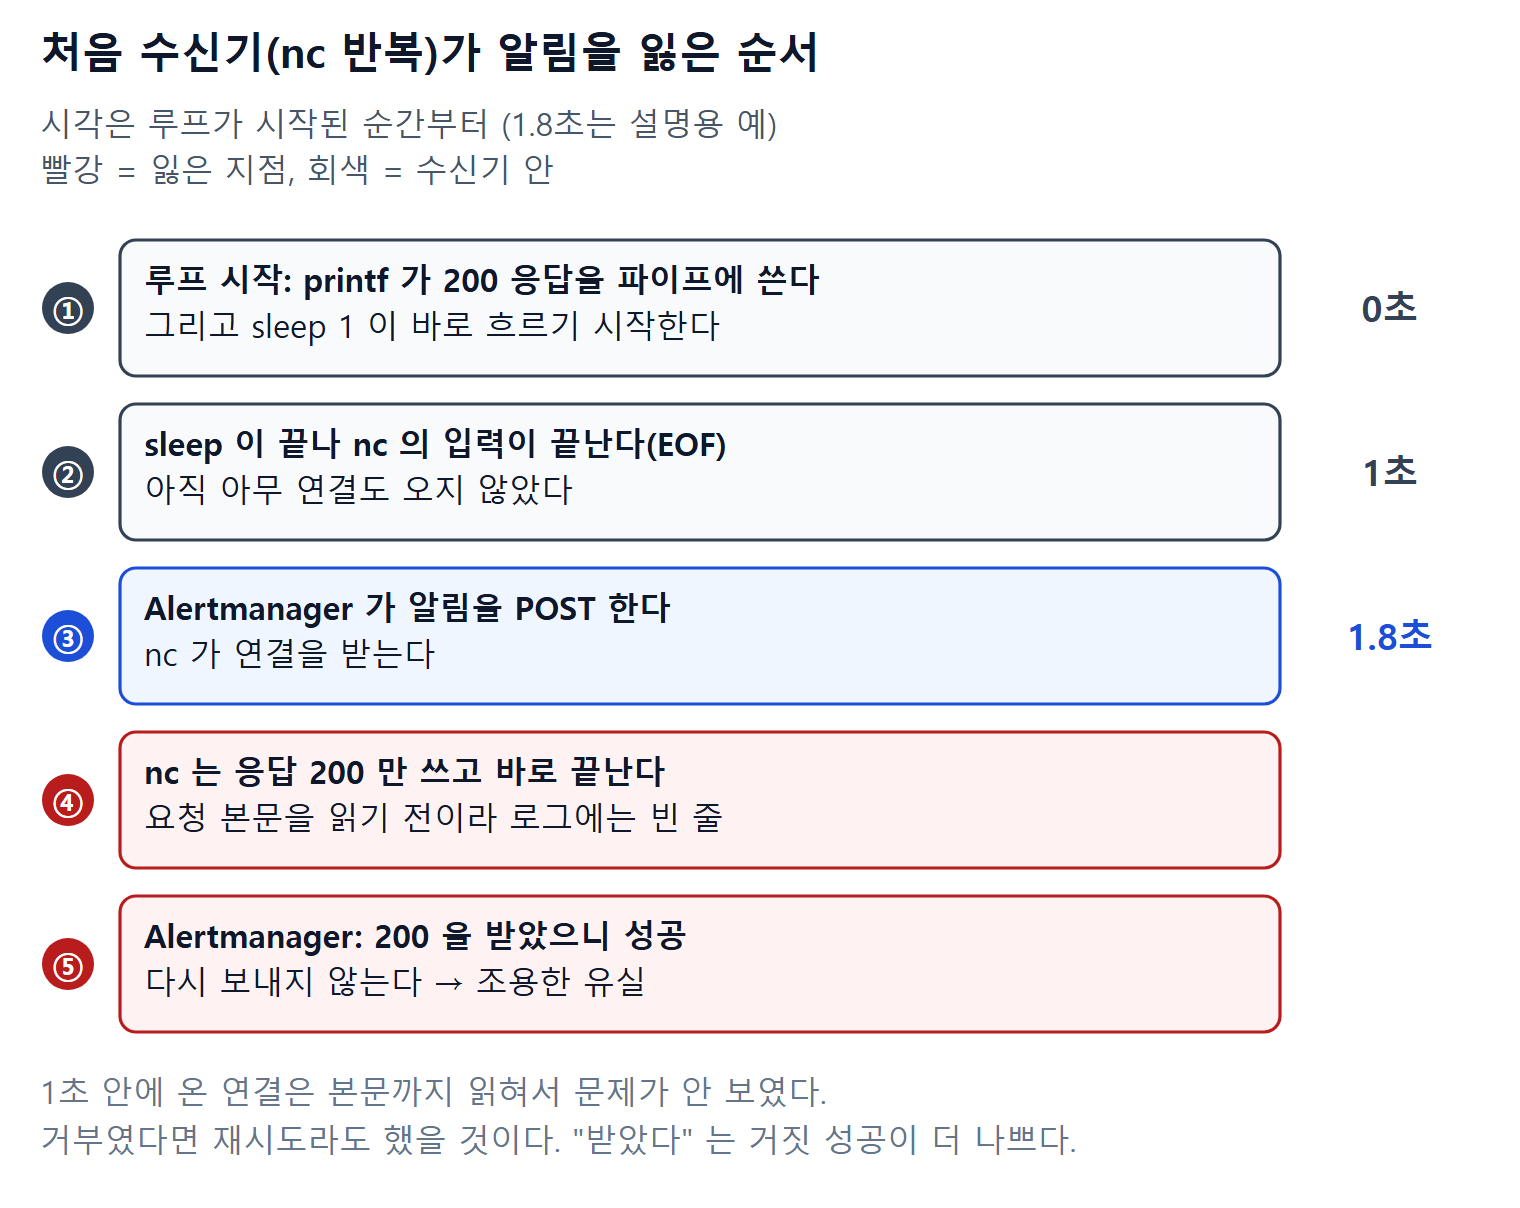 처음 수신기(nc 반복)가 알림을 잃은 순서
시각은 루프가 시작된 순간부터 (1.8초는 설명용 예)
빨강 = 잃은 지점, 회색 = 수신기 안
①
루프 시작: printf 가 200 응답을 파이프에 쓴다
그리고 sleep 1 이 바로 흐르기 시작한다
0초
②
sleep 이 끝나 nc 의 입력이 끝난다(EOF)
아직 아무 연결도 오지 않았다
1초
③
Alertmanager 가 알림을 POST 한다
nc 가 연결을 받는다
1.8초
④
nc 는 응답 200 만 쓰고 바로 끝난다
요청 본문을 읽기 전이라 로그에는 빈 줄
⑤
Alertmanager: 200 을 받았으니 성공
다시 보내지 않는다 → 조용한 유실
1초 안에 온 연결은 본문까지 읽혀서 문제가 안 보였다.
거부였다면 재시도라도 했을 것이다. "받았다" 는 거짓 성공이 더 나쁘다.